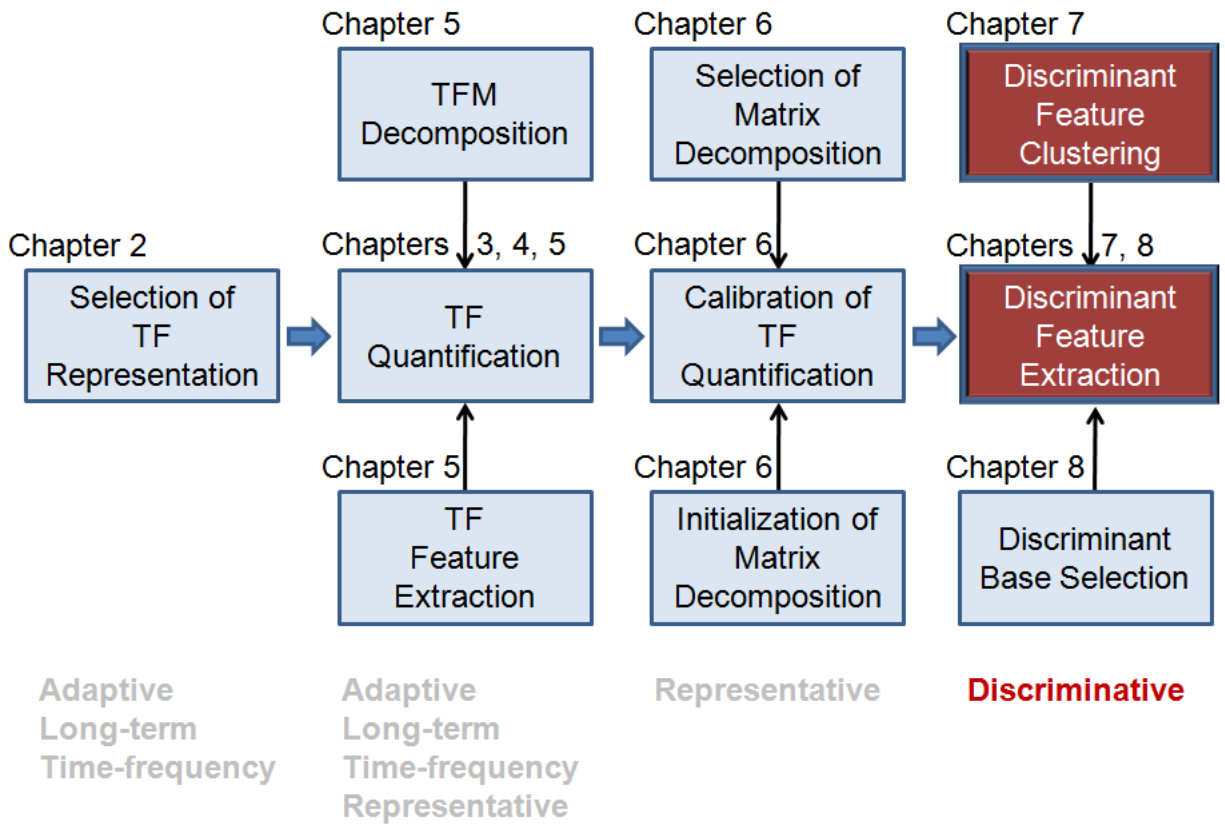 Chapter 5
TFM
Decomposition
Chapter 6
Selection of
Matrix
Decomposition
Chapter 7
Discriminant
Feature
Clustering
Chapter 2
Selection of
TF
Representation
Chapters 3, 4, 5
TF
Quantification
Chapter 6
Calibration of
TF
Quantification
Chapters 7, 8
Discriminant
Feature
Extraction
Chapter 5
TF
Feature
Extraction
Chapter 6
Initialization of
Matrix
Decomposition
Chapter 8
Discriminant
Base Selection
Adaptive
Long-term
Time-frequency
Adaptive
Long-term
Time-frequency
Representative
Representative
Discriminative